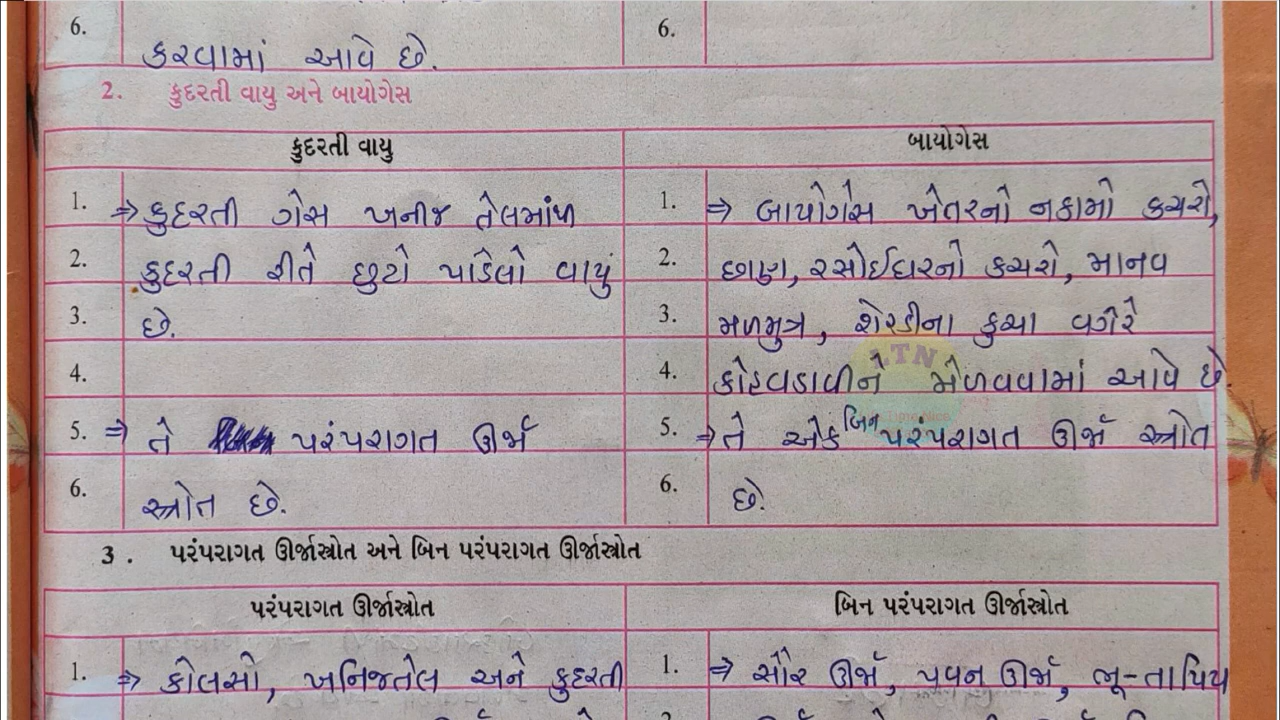 6. 6.
કરવામાં આવે છે.
2. કુદરતી વાયુ અને બાયોગેસ
કુદરતી વાયુ બાયોગેસ
1. ⇒ કુદરતી ગેસ ખનીજ તેલમાંથી 1. ⇒ બાયોગેસ ખેતરનો નકામો કચરો,
2. કુદરતી રીતે છુટો પાડેલો વાયુ 2. છાણ, રસોઈઘરનો કચરો, માનવ
3. છે. 3. મળમુત્ર, શેરડીના કુચા વગેરે
4. 4. કોહવડાવીને મેળવવામાં આવે છે.
LTN
5. ⇒ તે પરંપરાગત ઊર્જા 5. ⇒ તે એક બિન પરંપરાગત ઊર્જા સ્ત્રોત
6. સ્ત્રોત છે. 6. છે.
3. પરંપરાગત ઊર્જાસ્ત્રોત અને બિન પરંપરાગત ઊર્જાસ્ત્રોત
પરંપરાગત ઊર્જાસ્ત્રોત બિન પરંપરાગત ઊર્જાસ્ત્રોત
1. ⇒ કોલસો, ખનિજતેલ અને કુદરતી 1. ⇒ સૌર ઊર્જા, પવન ઊર્જા, ભૂ-તાપિય